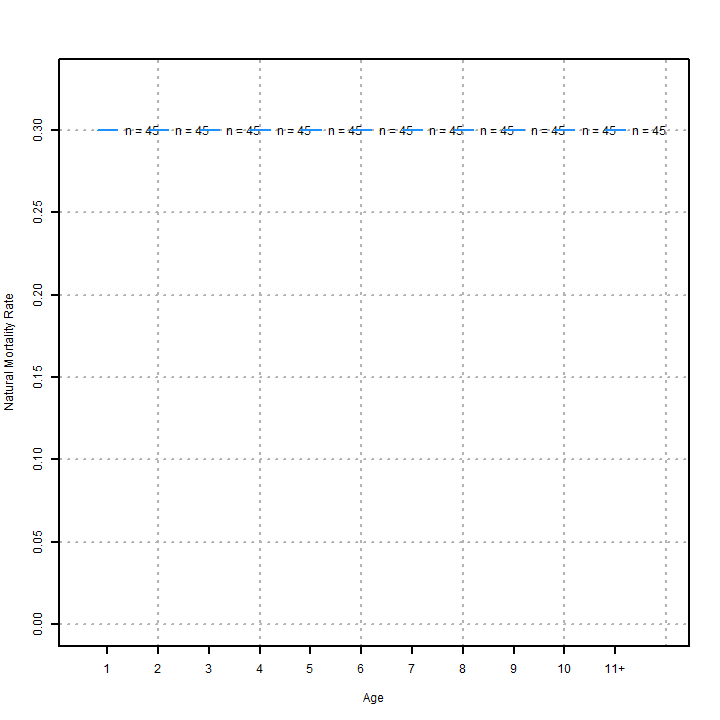 0.30
n = 45 n = 45 n = 45 n = 45 n = 45 n = 45 n = 45 n = 45 n = 45 n = 45 n = 45
0.25
0.20
Natural Mortality Rate
0.15
0.10
0.05
0.00
1 2 3 4 5 6 7 8 9 10 11+
Age